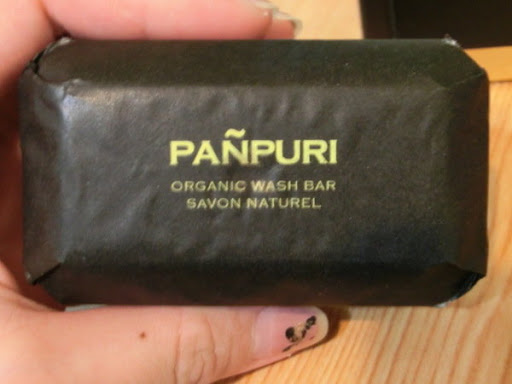 PAÑPURI
ORGANIC WASH BAR
SAVON NATUREL